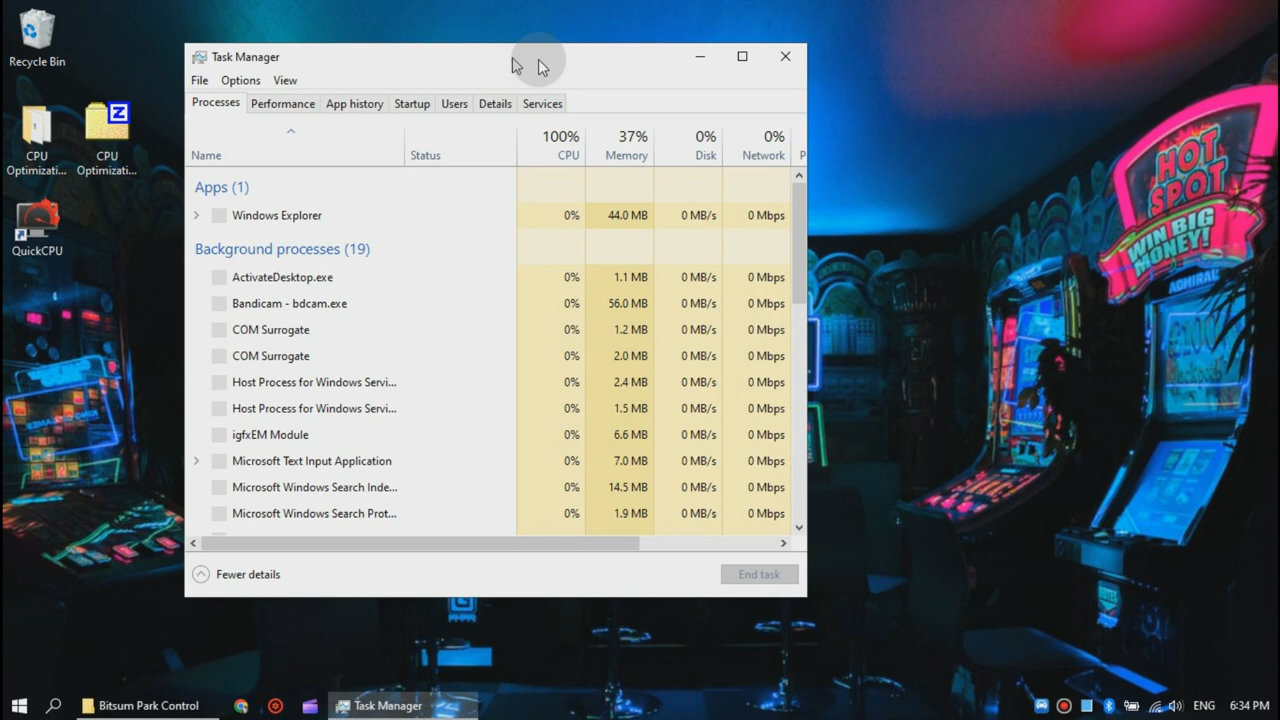 Recycle Bin
CPU
Optimizati...
Z
CPU
Optimizati...
QuickCPU
Task Manager
File Options View
Processes Performance App history Startup Users Details Services
100% 37% 0% 0%
Name Status CPU Memory Disk Network P
Apps (1)
Windows Explorer 0% 44.0 MB 0 MB/s 0 Mbps
Background processes (19)
ActivateDesktop.exe 0% 1.1 MB 0 MB/s 0 Mbps
Bandicam - bdcam.exe 0% 56.0 MB 0 MB/s 0 Mbps
COM Surrogate 0% 1.2 MB 0 MB/s 0 Mbps
COM Surrogate 0% 2.0 MB 0 MB/s 0 Mbps
Host Process for Windows Servi... 0% 2.4 MB 0 MB/s 0 Mbps
Host Process for Windows Servi... 0% 1.5 MB 0 MB/s 0 Mbps
igfxEM Module 0% 6.6 MB 0 MB/s 0 Mbps
Microsoft Text Input Application 0% 7.0 MB 0 MB/s 0 Mbps
Microsoft Windows Search Inde... 0% 14.5 MB 0 MB/s 0 Mbps
Microsoft Windows Search Prot... 0% 1.9 MB 0 MB/s 0 Mbps
Fewer details End task
HOT
SPOT
WIN BIG
MONEY!
ADMIRAL
Bitsum Park Control Task Manager ENG 6:34 PM